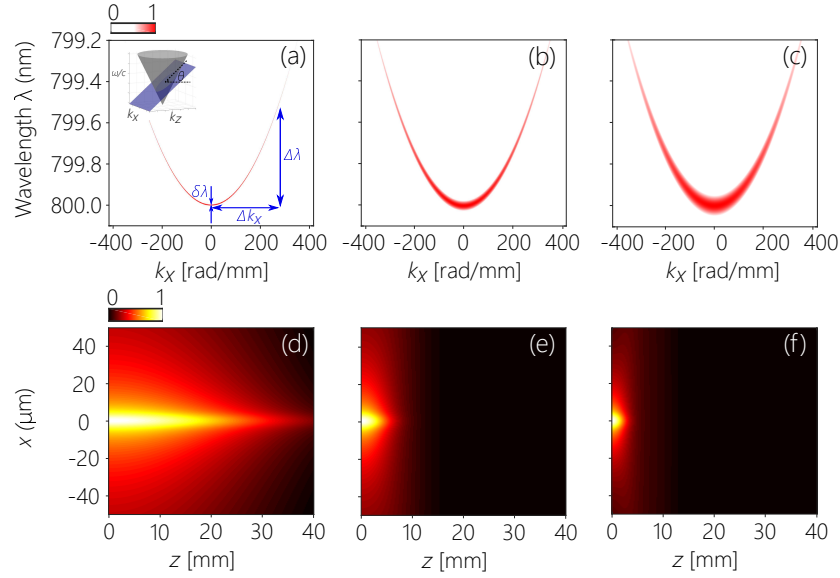 0 1
(a) (b) (c)
Wavelength λ (nm)
799.2
799.4
799.6
799.8
800.0
ω/c
θ
k_X
k_Z
δλ
Δλ
Δk_X
-400 -200 0 200 400
-400 -200 0 200 400
-400 -200 0 200 400
k_X [rad/mm] k_X [rad/mm] k_X [rad/mm]
0 1
(d) (e) (f)
x (μm)
40
20
0
-20
-40
0 10 20 30 40
0 10 20 30 40
0 10 20 30 40
z [mm] z [mm] z [mm]